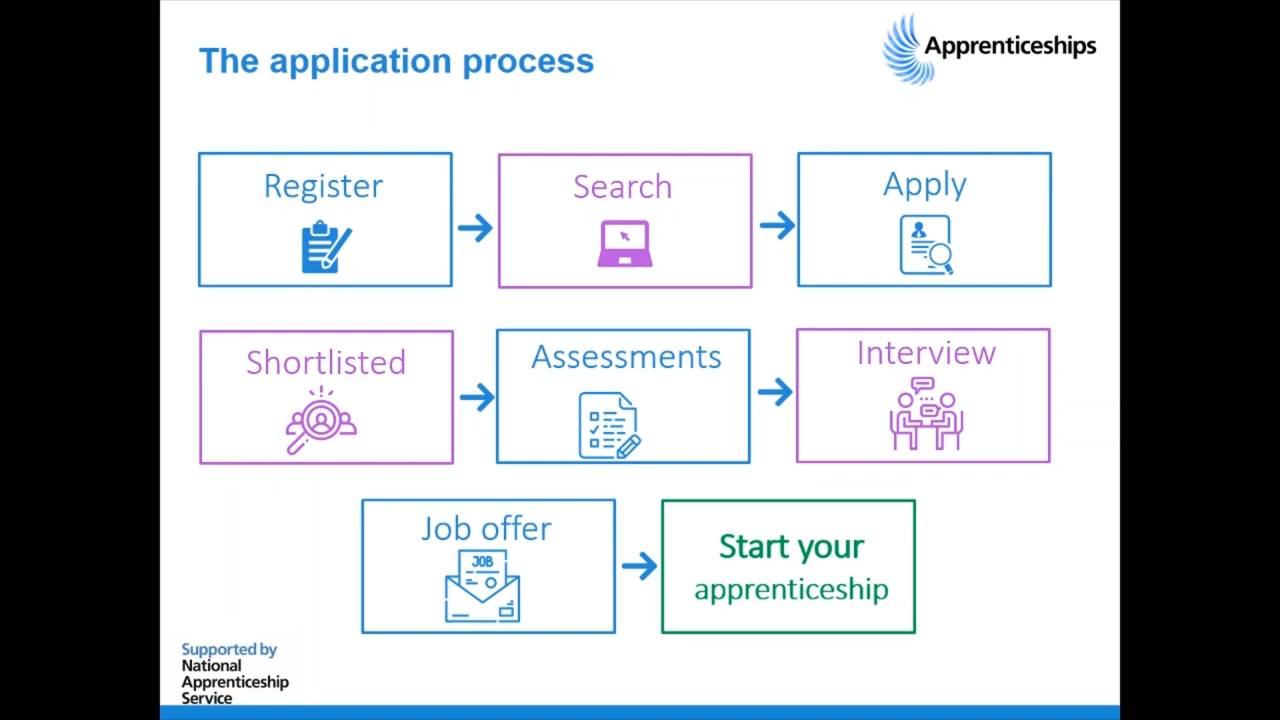 The application process
Apprenticeships
Register
Search
Apply
Shortlisted
Assessments
Interview
Job offer
JOB
Start your
apprenticeship
Supported by
National
Apprenticeship
Service